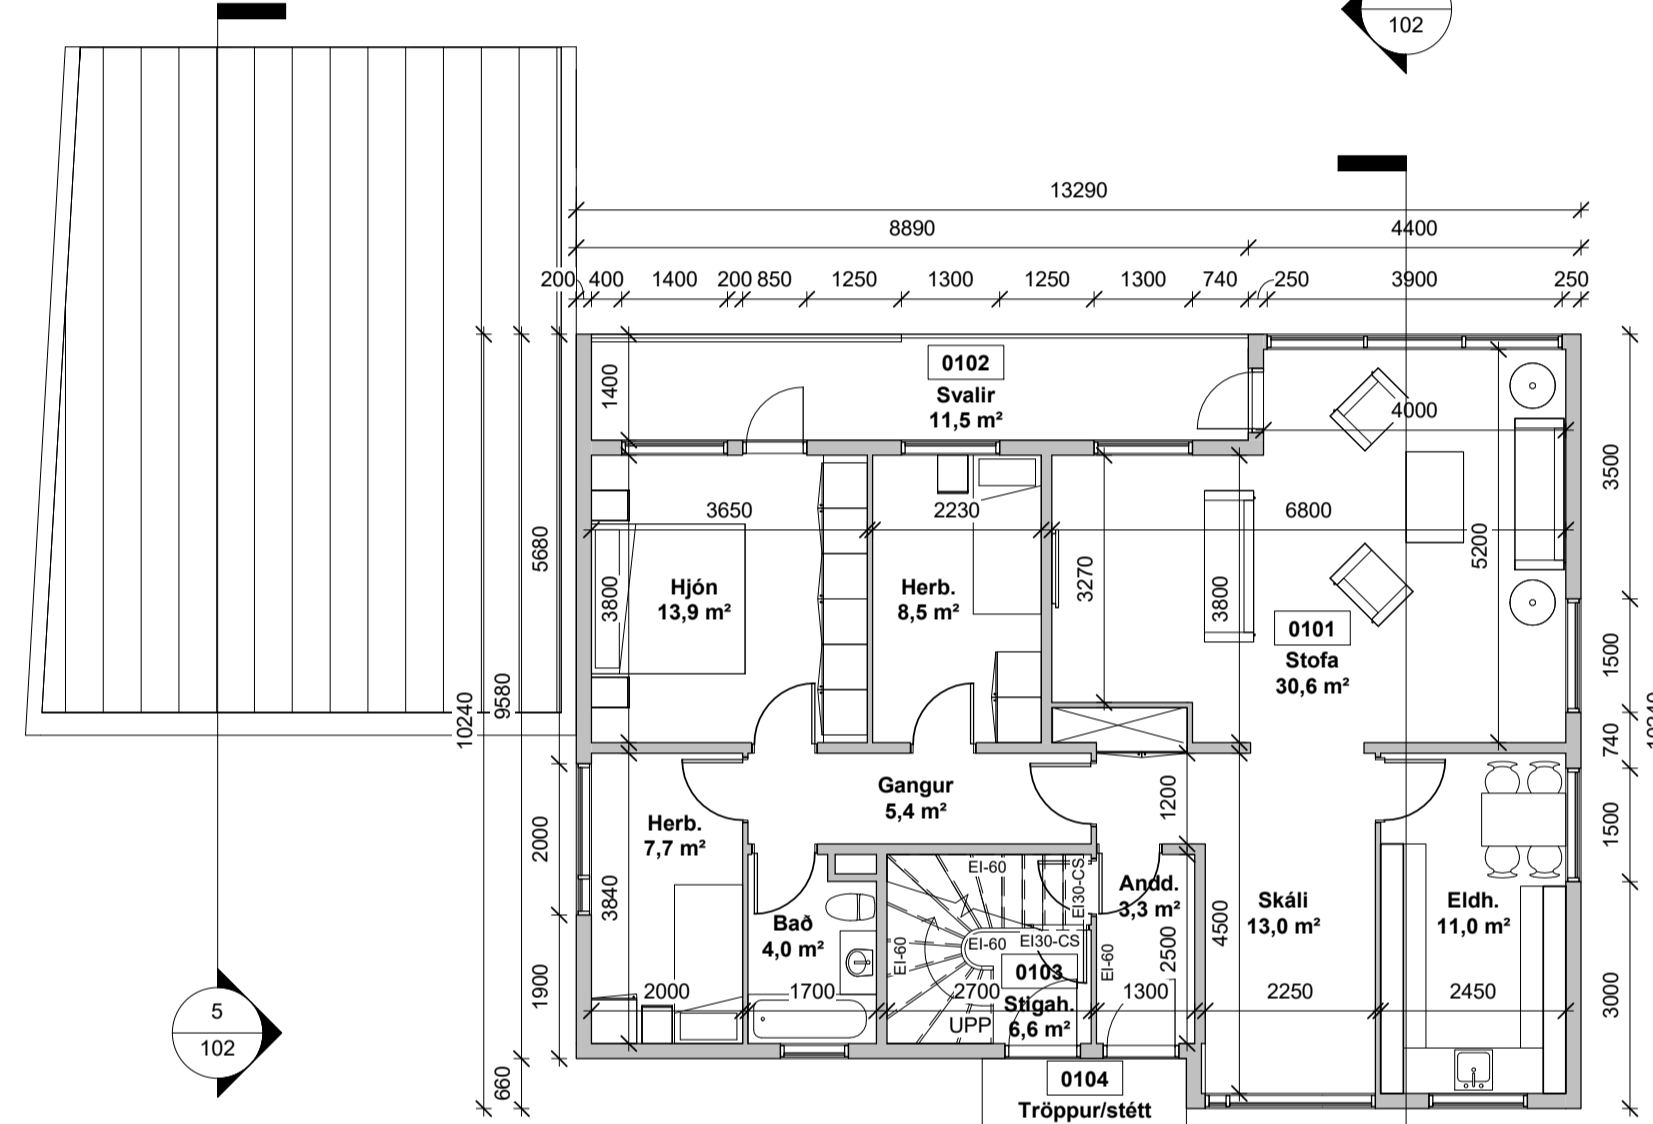 102
13290
8890 4400
200 400 1400 200 850 1250 1300 1250 1300 740 250 3900 250
0102
Svalir
11,5 m²
1400
4000
3500
3650 2230 6800
5200
5680
3270
3800
3800
Hjón
13,9 m²
Herb.
8,5 m²
0101
Stofa
30,6 m²
1500
10240
9580
740
10240
Gangur
5,4 m²
1200
Herb.
7,7 m²
2000
1500
3840
EI-60
EI30-CS
Andd.
3,3 m²
Bað
4,0 m²
EI-60
EI-60
EI30-CS
EI-60
2500
4500
Skáli
13,0 m²
Eldh.
11,0 m²
0103
Stigah.
6,6 m²
UPP
1900
2000 1700 2700 1300 2250 2450
3000
5
102
660
0104
Tröppur/stétt